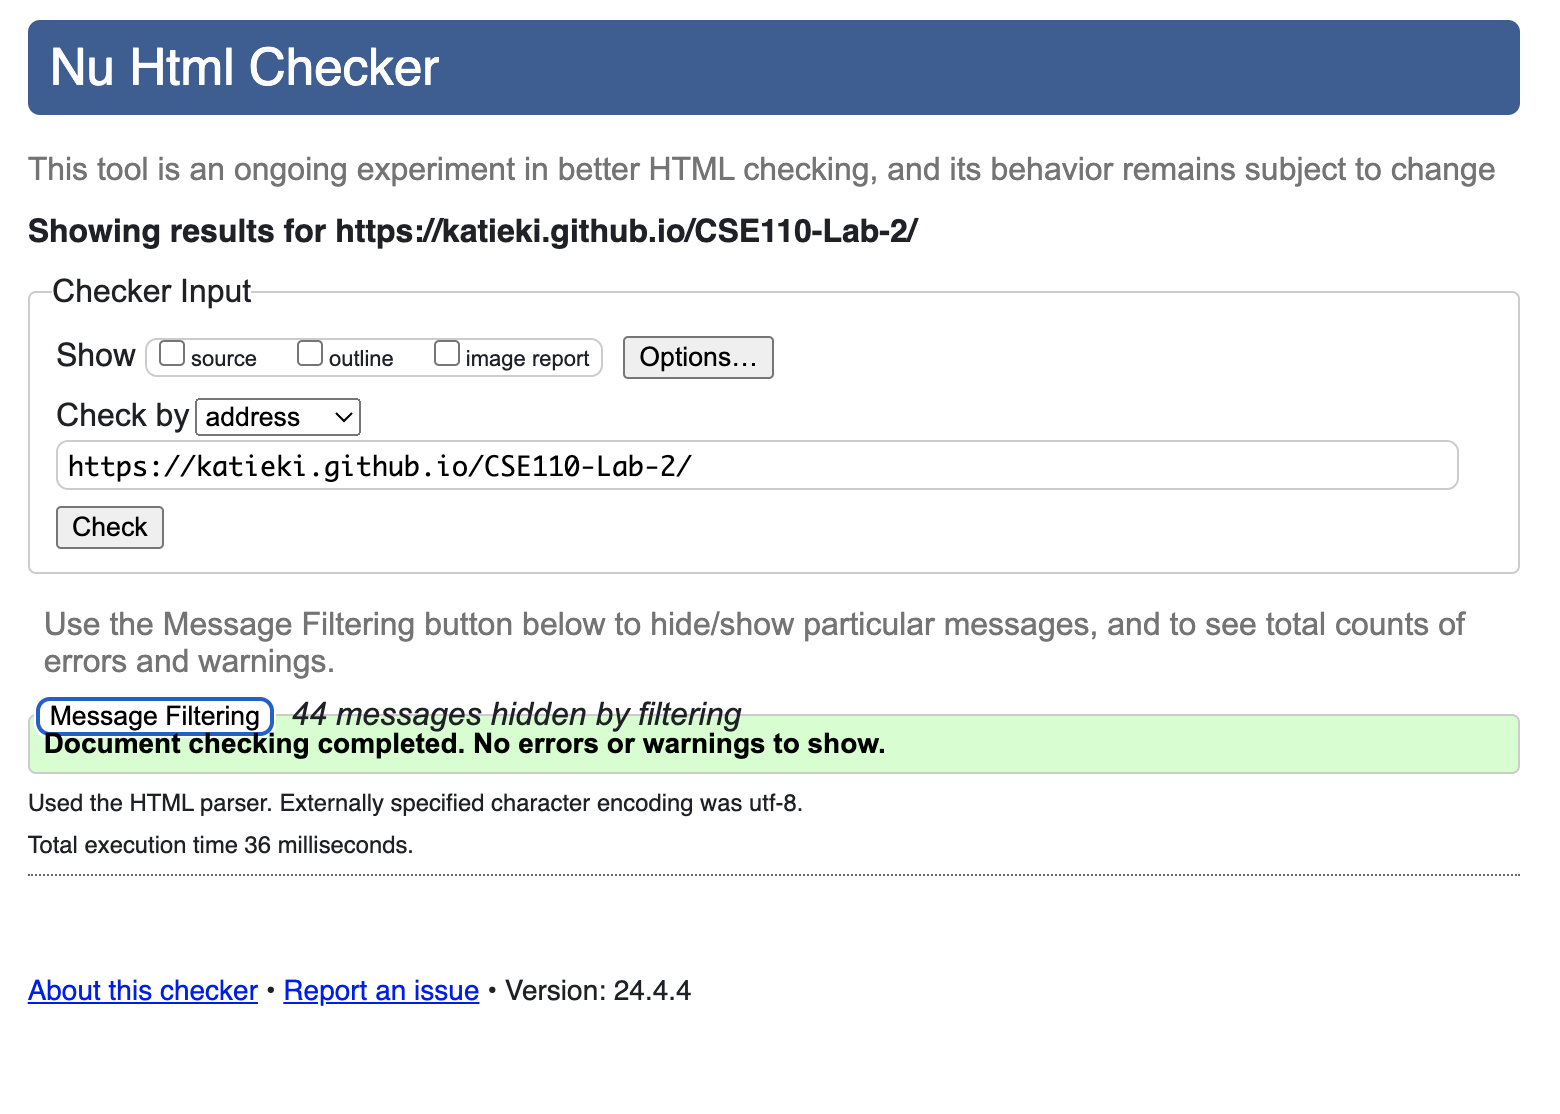 Nu Html Checker
This tool is an ongoing experiment in better HTML checking, and its behavior remains subject to change
Showing results for https://katieki.github.io/CSE110-Lab-2/
Checker Input
Show source outline image report Options…
Check by address
https://katieki.github.io/CSE110-Lab-2/
Check
Use the Message Filtering button below to hide/show particular messages, and to see total counts of
errors and warnings.
Message Filtering 44 messages hidden by filtering
Document checking completed. No errors or warnings to show.
Used the HTML parser. Externally specified character encoding was utf-8.
Total execution time 36 milliseconds.
About this checker • Report an issue • Version: 24.4.4